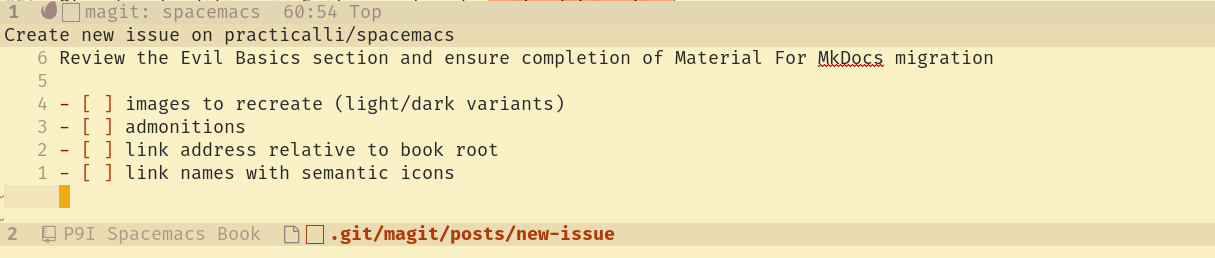 1 magit: spacemacs 60:54 Top
Create new issue on practicalli/spacemacs
6 Review the Evil Basics section and ensure completion of Material For MkDocs migration
5
4 - [ ] images to recreate (light/dark variants)
3 - [ ] admonitions
2 - [ ] link address relative to book root
1 - [ ] link names with semantic icons
2 P9I Spacemacs Book .git/magit/posts/new-issue